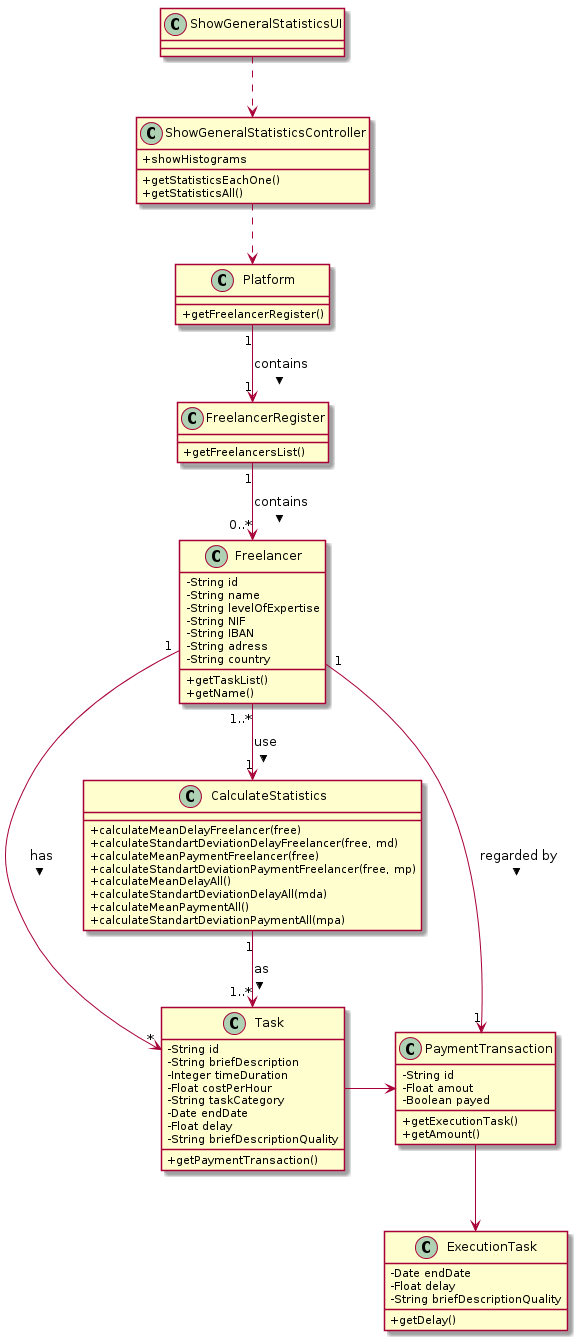 C ShowGeneralStatisticsUI
C ShowGeneralStatisticsController
+showHistograms
+getStatisticsEachOne()
+getStatisticsAll()
C Platform
+getFreelancerRegister()
1
contains
▼
1
C FreelancerRegister
+getFreelancersList()
1
contains
▼
0..*
C Freelancer
-String id
-String name
-String levelOfExpertise
-String NIF
-String IBAN
-String adress
-String country
+getTaskList()
+getName()
1
1
1..*
use
▼
1
C CalculateStatistics
+calculateMeanDelayFreelancer(free)
+calculateStandartDeviationDelayFreelancer(free, md)
+calculateMeanPaymentFreelancer(free)
+calculateStandartDeviationPaymentFreelancer(free, mp)
+calculateMeanDelayAll()
+calculateStandartDeviationDelayAll(mda)
+calculateMeanPaymentAll()
+calculateStandartDeviationPaymentAll(mpa)
has
▼
regarded by
▼
1
as
▼
1..*
*
1
C Task
-String id
-String briefDescription
-Integer timeDuration
-Float costPerHour
-String taskCategory
-Date endDate
-Float delay
-String briefDescriptionQuality
+getPaymentTransaction()
C PaymentTransaction
-String id
-Float amout
-Boolean payed
+getExecutionTask()
+getAmount()
C ExecutionTask
-Date endDate
-Float delay
-String briefDescriptionQuality
+getDelay()